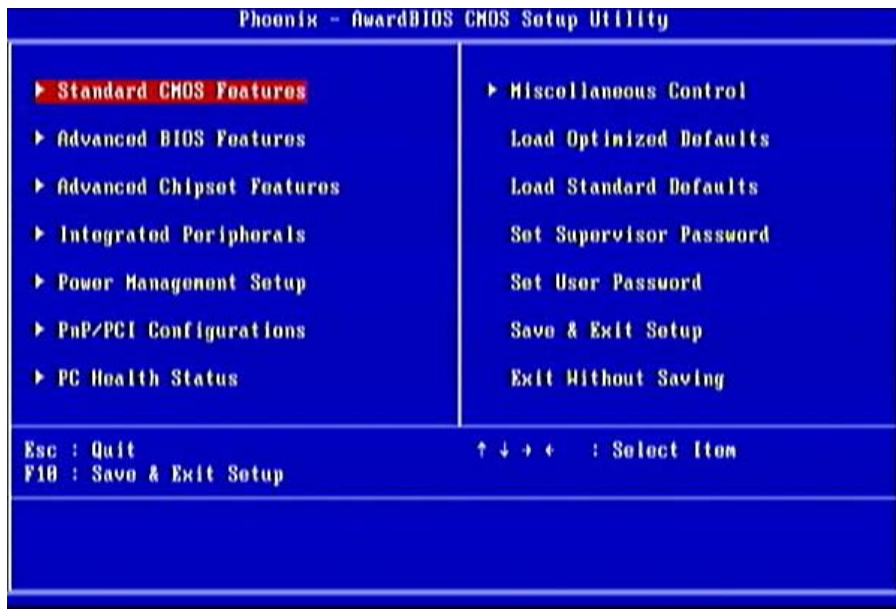 Phoenix - AwardBIOS CMOS Setup Utility
▶ Standard CMOS Features
▶ Advanced BIOS Features
▶ Advanced Chipset Features
▶ Integrated Peripherals
▶ Power Management Setup
▶ PnP/PCI Configurations
▶ PC Health Status
▶ Miscellaneous Control
Load Optimized Defaults
Load Standard Defaults
Set Supervisor Password
Set User Password
Save & Exit Setup
Exit Without Saving
Esc : Quit
F10 : Save & Exit Setup
↑ ↓ → ← : Select Item